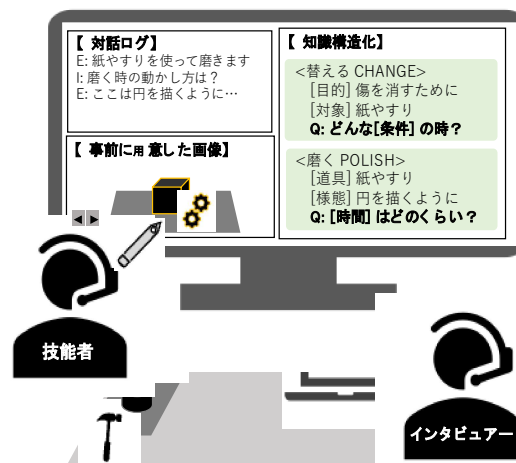 【 対話ログ】
E: 紙やすりを使って磨きます
I: 磨く時の動かし方は？
E: ここは円を描くように…
【 事前に用意した画像】
【 知識構造化】
<替える CHANGE>
[目的] 傷を消すために
[対象] 紙やすり
Q: どんな[条件] の時？
<磨く POLISH>
[道具] 紙やすり
[様態] 円を描くように
Q: [時間] はどのくらい？
技能者
インタビュアー